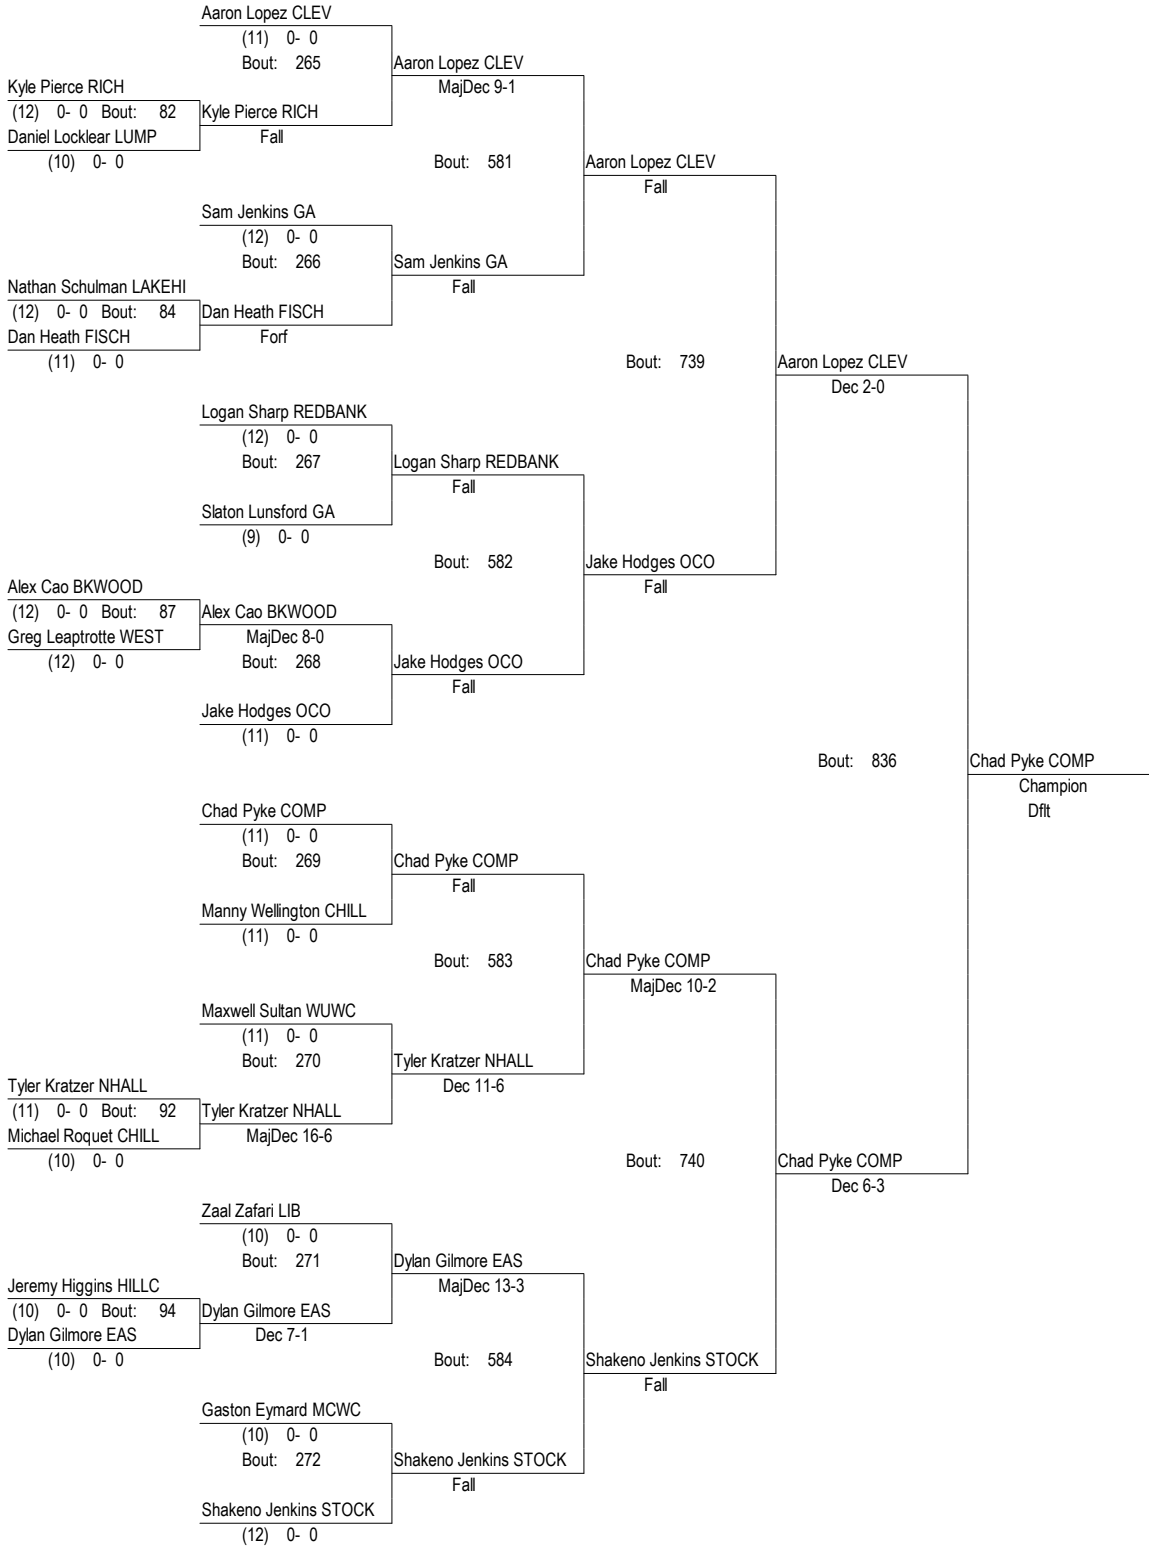 Aaron Lopez CLEV
(11) 0- 0
Bout: 265
Aaron Lopez CLEV
Kyle Pierce RICH
MajDec 9-1
(12) 0- 0 Bout: 82
Kyle Pierce RICH
Daniel Locklear LUMP
Fall
(10) 0- 0
Bout: 581
Aaron Lopez CLEV
Fall
Sam Jenkins GA
(12) 0- 0
Bout: 266
Sam Jenkins GA
Nathan Schulman LAKEHI
Fall
(12) 0- 0 Bout: 84
Dan Heath FISCH
Dan Heath FISCH
Forf
(11) 0- 0
Bout: 739
Aaron Lopez CLEV
Dec 2-0
Logan Sharp REDBANK
(12) 0- 0
Bout: 267
Logan Sharp REDBANK
Fall
Slaton Lunsford GA
(9) 0- 0
Bout: 582
Jake Hodges OCO
Alex Cao BKWOOD
Fall
(12) 0- 0 Bout: 87
Alex Cao BKWOOD
Greg Leaptrotte WEST
MajDec 8-0
(12) 0- 0
Bout: 268
Jake Hodges OCO
Fall
Jake Hodges OCO
(11) 0- 0
Bout: 836
Chad Pyke COMP
Champion
Dflt
Chad Pyke COMP
(11) 0- 0
Bout: 269
Chad Pyke COMP
Fall
Manny Wellington CHILL
(11) 0- 0
Bout: 583
Chad Pyke COMP
MajDec 10-2
Maxwell Sultan WUWC
(11) 0- 0
Bout: 270
Tyler Kratzer NHALL
Tyler Kratzer NHALL
Dec 11-6
(11) 0- 0 Bout: 92
Tyler Kratzer NHALL
Michael Roquet CHILL
MajDec 16-6
(10) 0- 0
Bout: 740
Chad Pyke COMP
Dec 6-3
Zaal Zafari LIB
(10) 0- 0
Bout: 271
Dylan Gilmore EAS
Jeremy Higgins HILLC
MajDec 13-3
(10) 0- 0 Bout: 94
Dylan Gilmore EAS
Dylan Gilmore EAS
Dec 7-1
(10) 0- 0
Bout: 584
Shakeno Jenkins STOCK
Fall
Gaston Eymard MCWC
(10) 0- 0
Bout: 272
Shakeno Jenkins STOCK
Fall
Shakeno Jenkins STOCK
(12) 0- 0